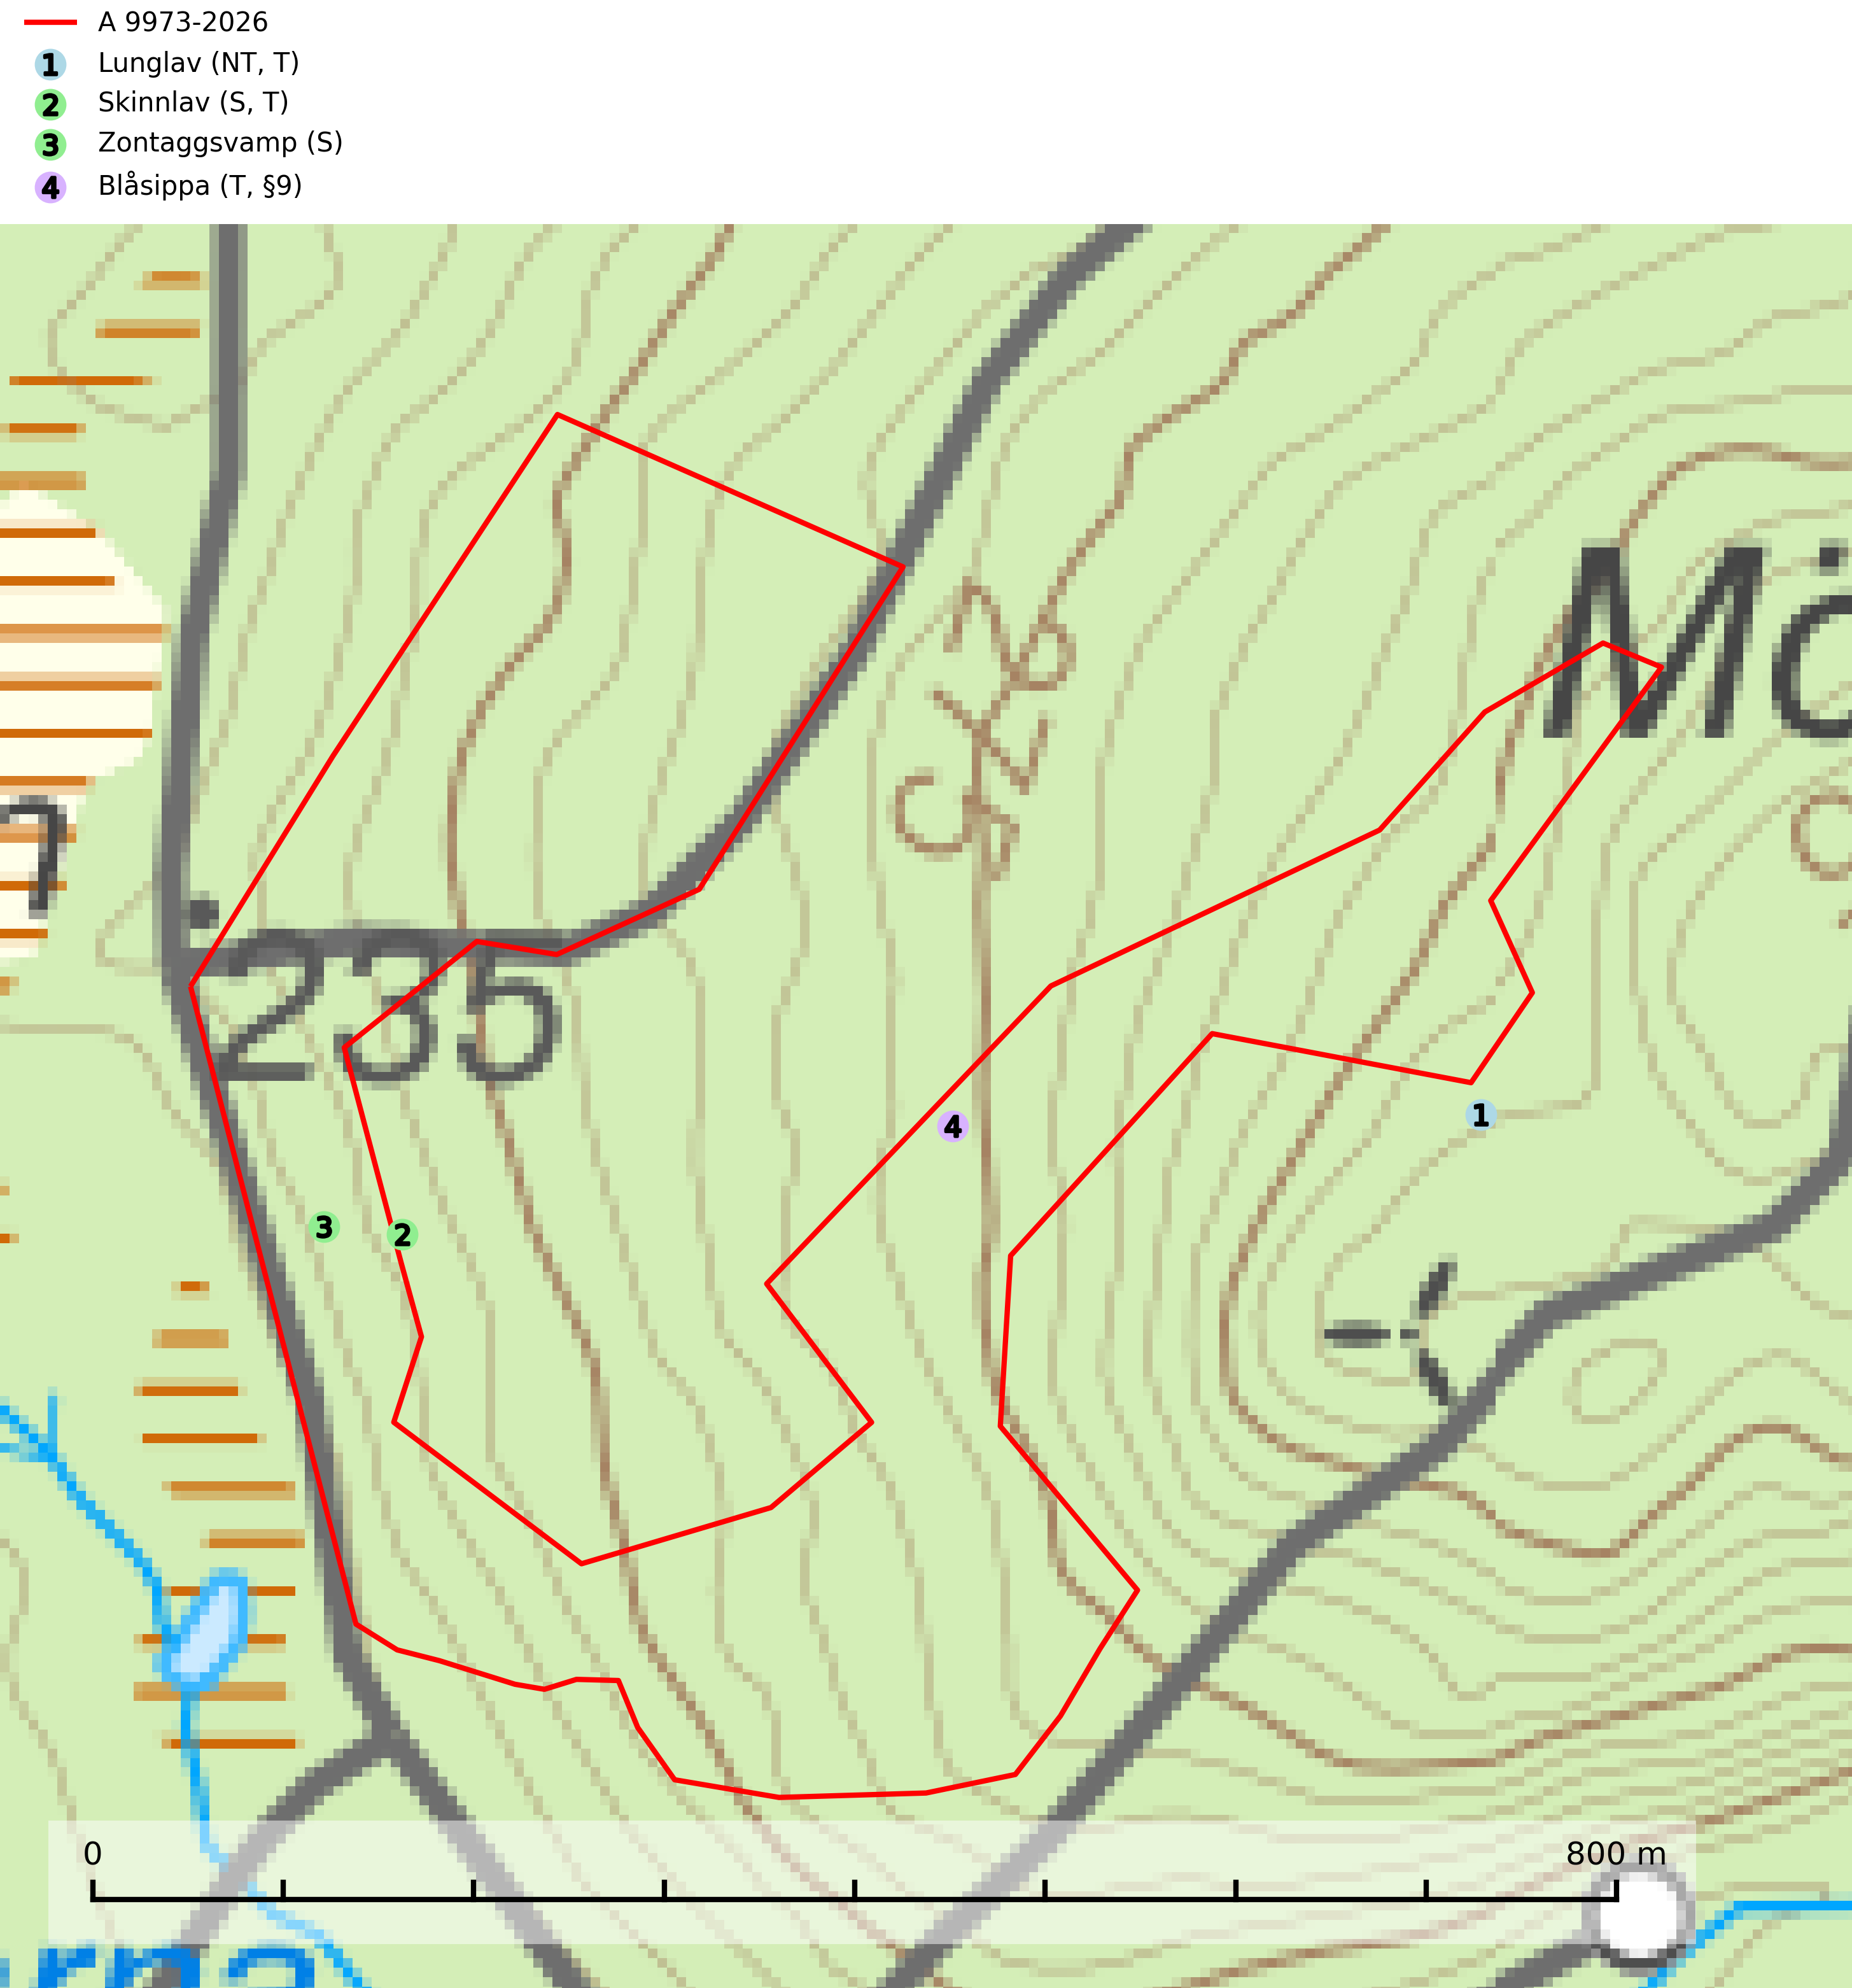 A 9973-2026
1 Lunglav (NT, T)
2 Skinnlav (S, T)
3 Zontaggsvamp (S)
4 Blåsippa (T, §9)
235
1
4
3
2
0
800 m